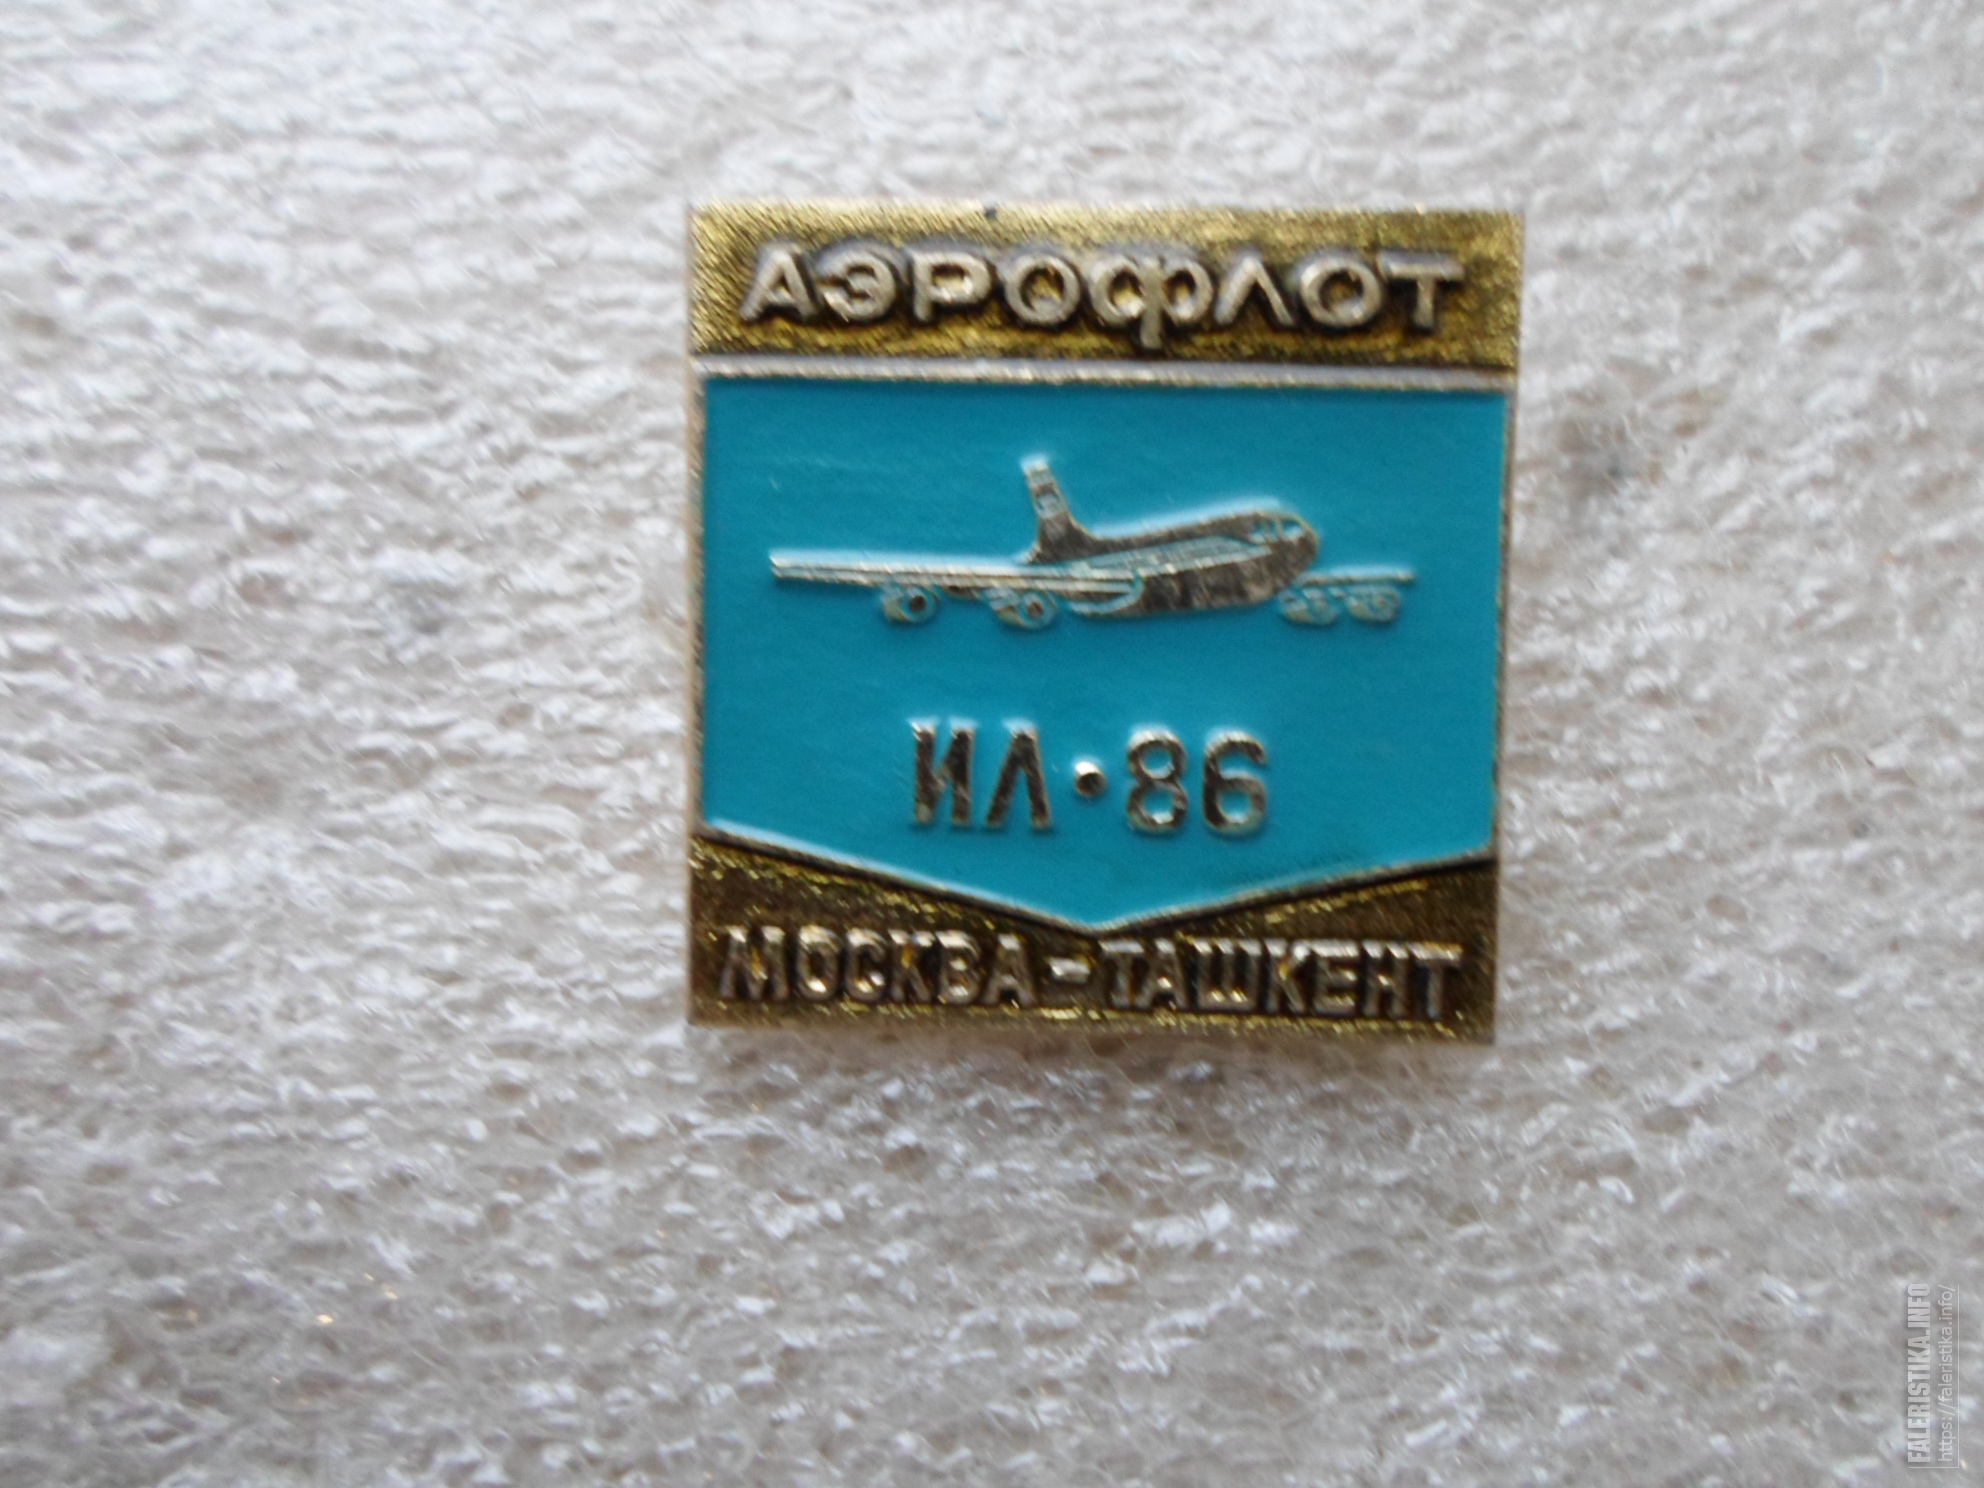 АЭРОФЛОТ
ИЛ·86
МОСКВА-ТАШКЕНТ
FALERISTIKA.INFO
https://faleristika.info/